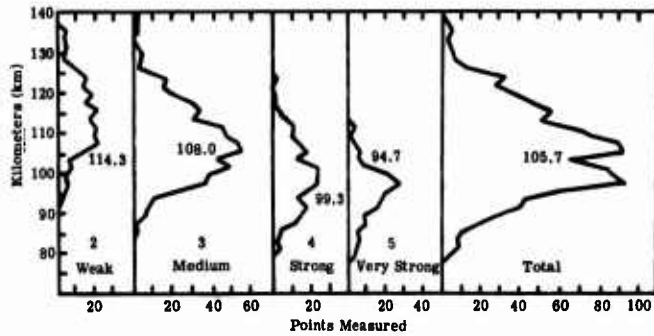 140
130
120
110
100
90
80
Kilometers (km)
114.3
108.0
99.3
94.7
105.7
2 3 4 5
Weak Medium Strong Very Strong Total
20 20 40 60 20 20 40 20 40 60 80 100
Points Measured